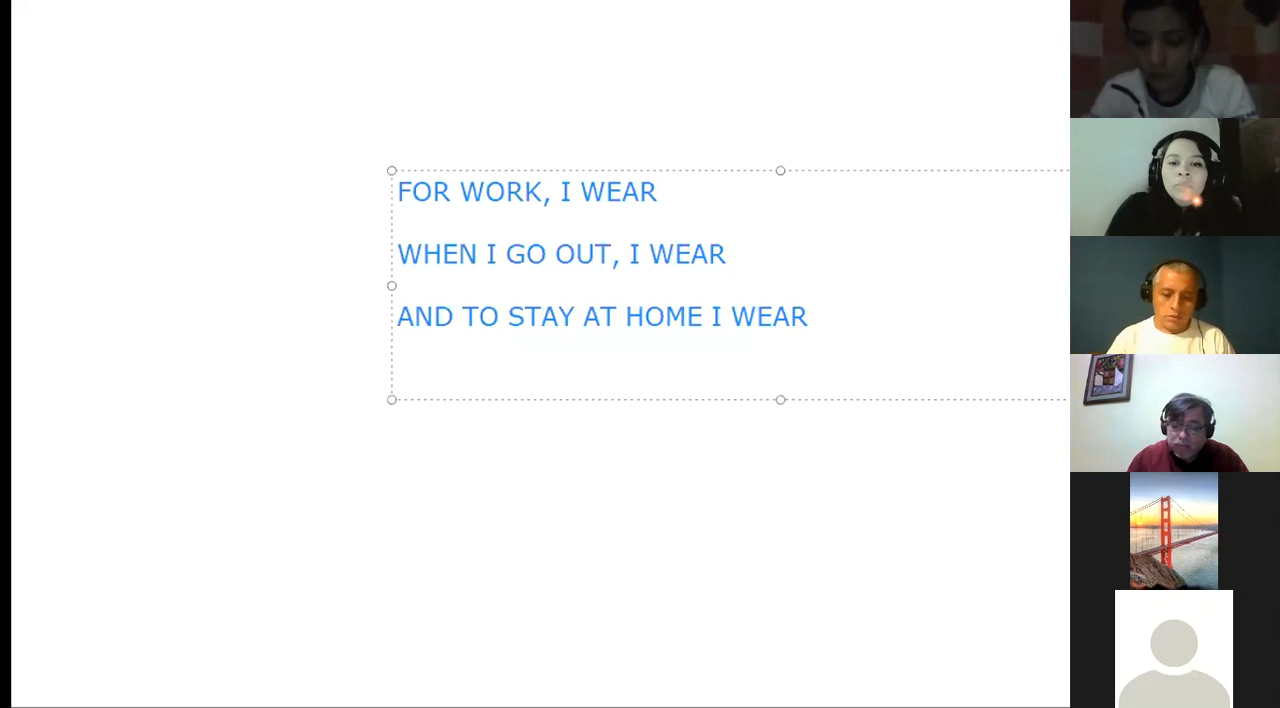 FOR WORK, I WEAR
WHEN I GO OUT, I WEAR
AND TO STAY AT HOME I WEAR